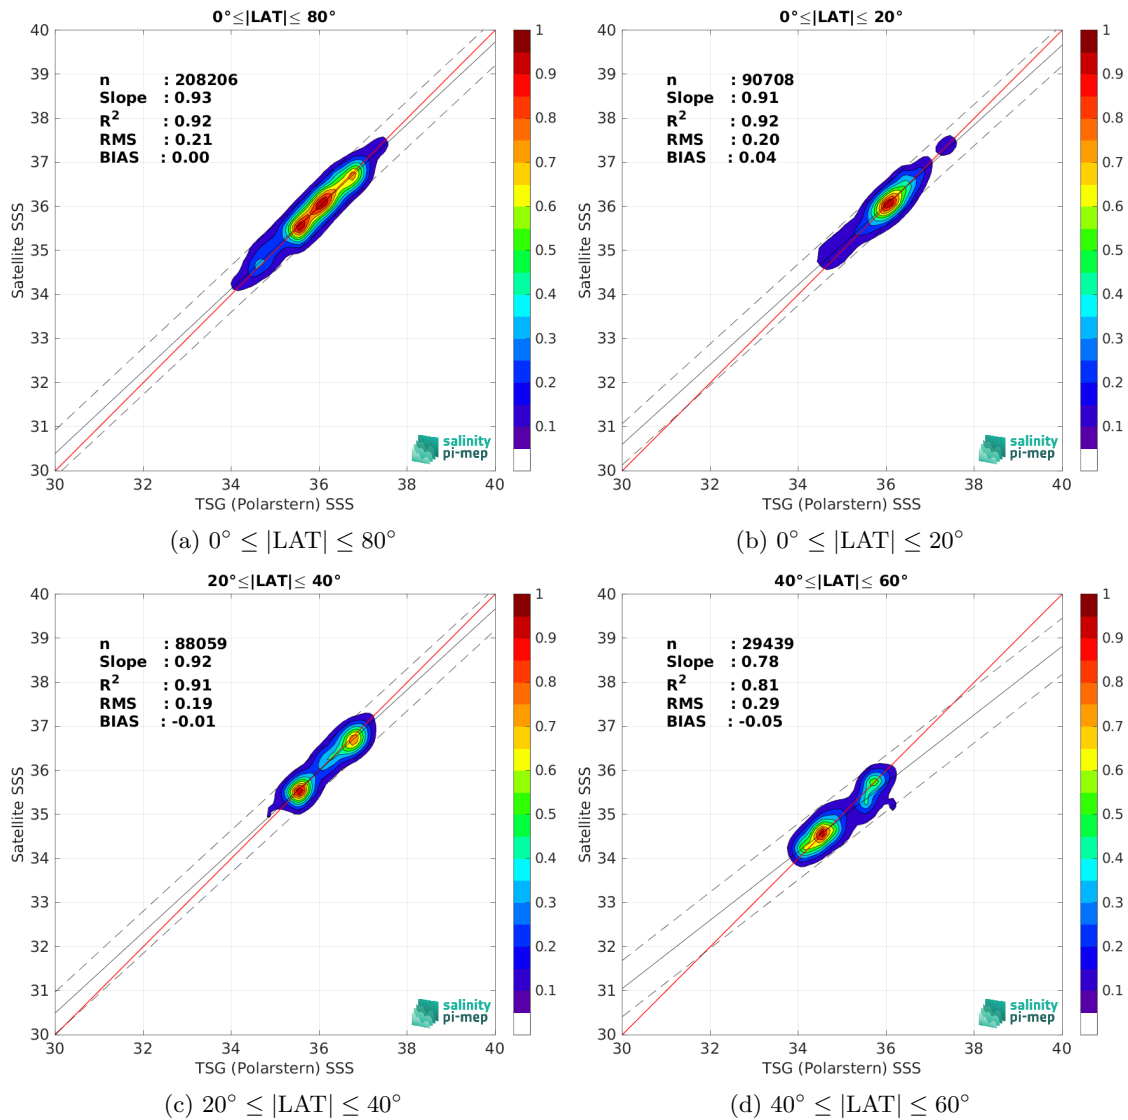 0°≤|LAT|≤ 80°
n : 208206
Slope : 0.93
R² : 0.92
RMS : 0.21
BIAS : 0.00
Satellite SSS
40
39
38
37
36
35
34
33
32
31
30
30 32 34 36 38 40
TSG (Polarstern) SSS
1
0.9
0.8
0.7
0.6
0.5
0.4
0.3
0.2
0.1
salinity
pi-mep
(a) 0° ≤ |LAT| ≤ 80°
0°≤|LAT|≤ 20°
n : 90708
Slope : 0.91
R² : 0.92
RMS : 0.20
BIAS : 0.04
Satellite SSS
40
39
38
37
36
35
34
33
32
31
30
30 32 34 36 38 40
TSG (Polarstern) SSS
1
0.9
0.8
0.7
0.6
0.5
0.4
0.3
0.2
0.1
salinity
pi-mep
(b) 0° ≤ |LAT| ≤ 20°
20°≤|LAT|≤ 40°
n : 88059
Slope : 0.92
R² : 0.91
RMS : 0.19
BIAS : -0.01
Satellite SSS
40
39
38
37
36
35
34
33
32
31
30
30 32 34 36 38 40
TSG (Polarstern) SSS
1
0.9
0.8
0.7
0.6
0.5
0.4
0.3
0.2
0.1
salinity
pi-mep
(c) 20° ≤ |LAT| ≤ 40°
40°≤|LAT|≤ 60°
n : 29439
Slope : 0.78
R² : 0.81
RMS : 0.29
BIAS : -0.05
Satellite SSS
40
39
38
37
36
35
34
33
32
31
30
30 32 34 36 38 40
TSG (Polarstern) SSS
1
0.9
0.8
0.7
0.6
0.5
0.4
0.3
0.2
0.1
salinity
pi-mep
(d) 40° ≤ |LAT| ≤ 60°